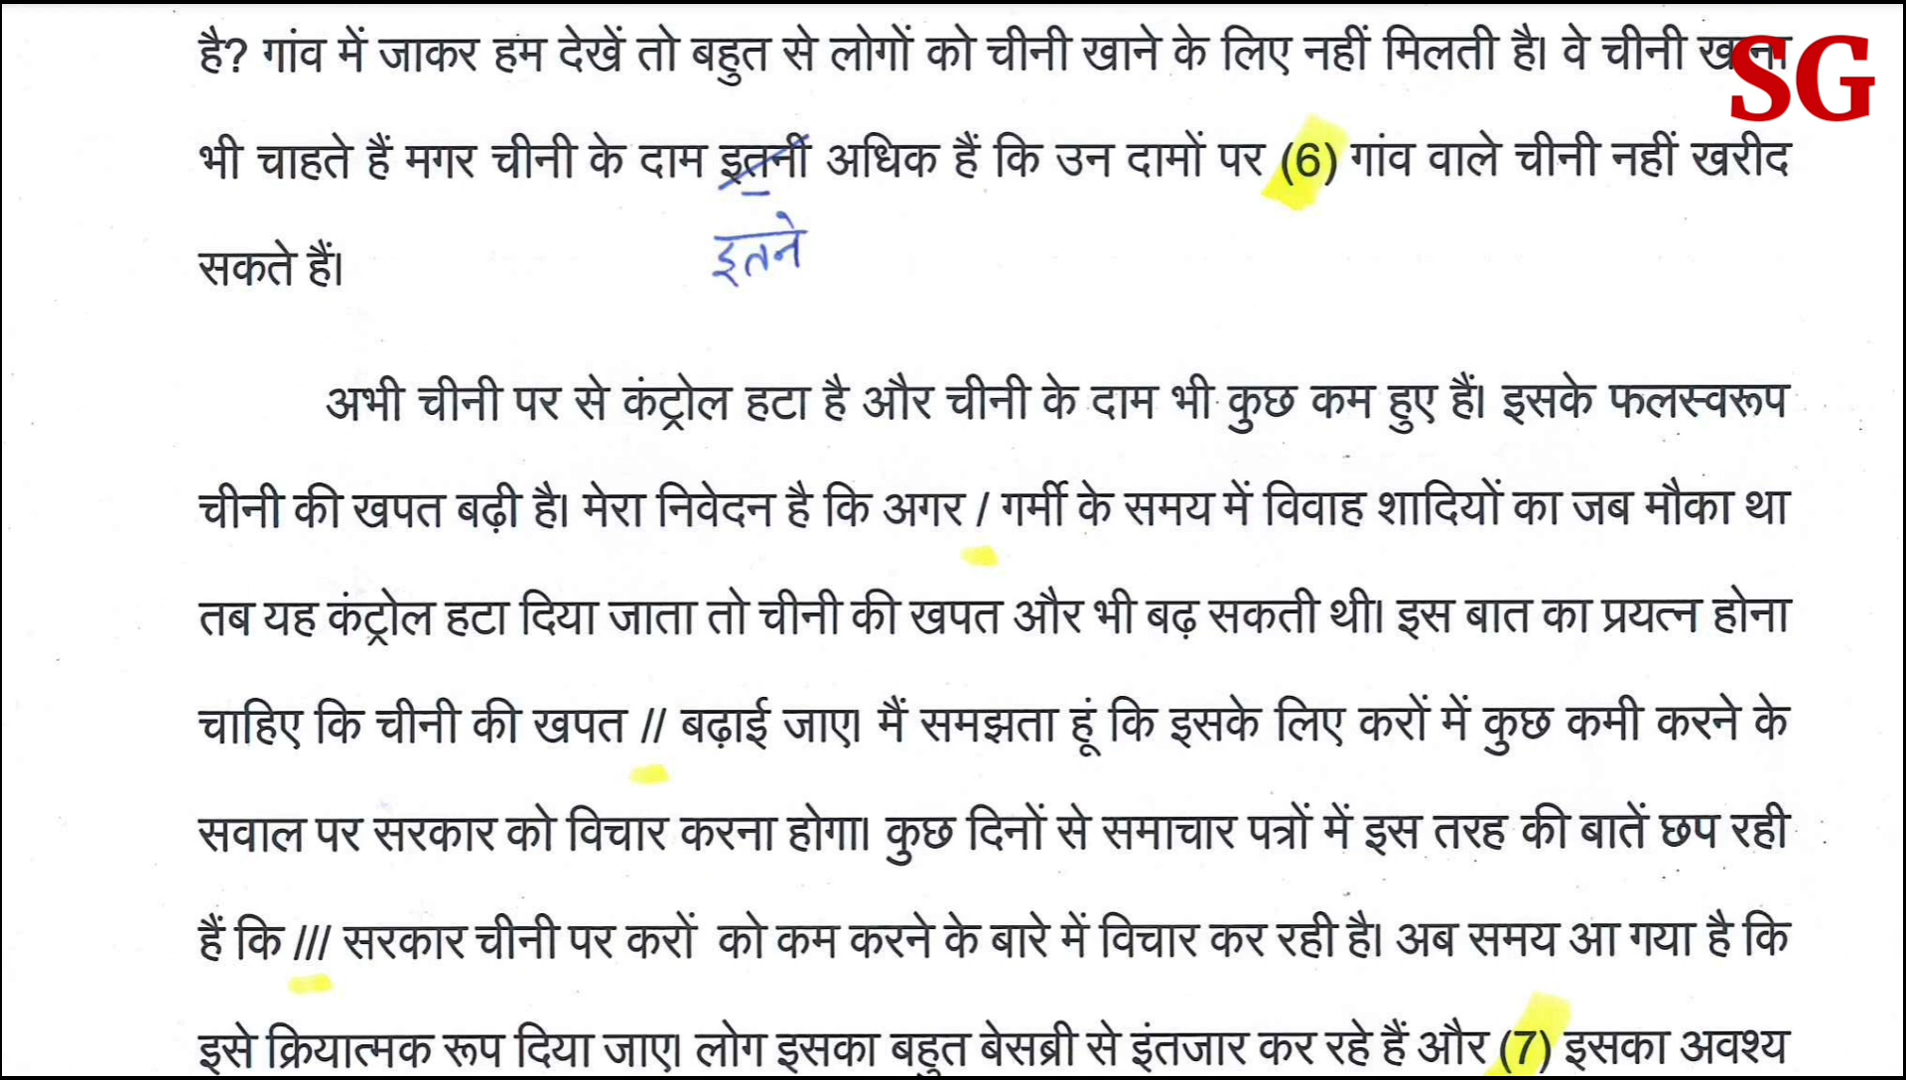 है? गांव में जाकर हम देखें तो बहुत से लोगों को चीनी खाने के लिए नहीं मिलती है। वे चीनी खाना
SG
भी चाहते हैं मगर चीनी के दाम इतनी अधिक हैं कि उन दामों पर (6) गांव वाले चीनी नहीं खरीद
इतने
सकते हैं।
अभी चीनी पर से कंट्रोल हटा है और चीनी के दाम भी कुछ कम हुए हैं। इसके फलस्वरूप
चीनी की खपत बढ़ी है। मेरा निवेदन है कि अगर / गर्मी के समय में विवाह शादियों का जब मौका था
तब यह कंट्रोल हटा दिया जाता तो चीनी की खपत और भी बढ़ सकती थी। इस बात का प्रयत्न होना
चाहिए कि चीनी की खपत // बढ़ाई जाए। मैं समझता हूं कि इसके लिए करों में कुछ कमी करने के
सवाल पर सरकार को विचार करना होगा। कुछ दिनों से समाचार पत्रों में इस तरह की बातें छप रही
हैं कि /// सरकार चीनी पर करों को कम करने के बारे में विचार कर रही है। अब समय आ गया है कि
इसे क्रियात्मक रूप दिया जाए। लोग इसका बहुत बेसब्री से इंतजार कर रहे हैं और (7) इसका अवश्य